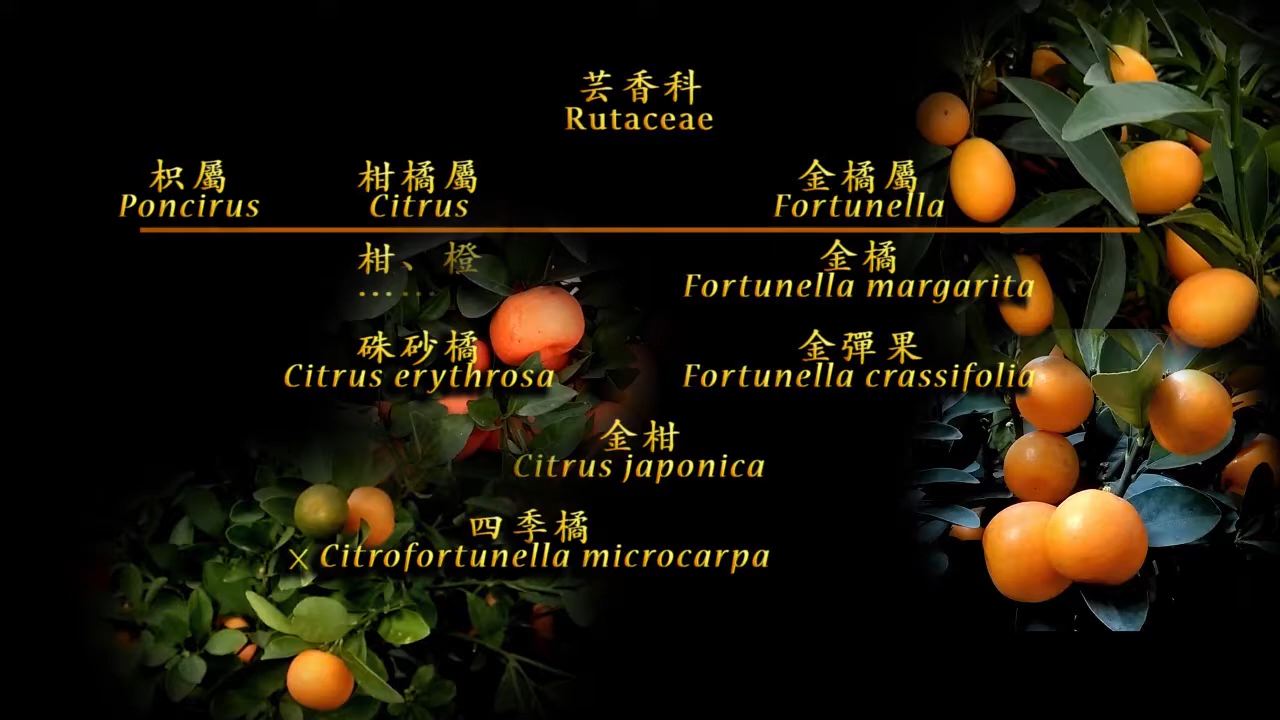 芸香科
Rutaceae
枳屬
Poncirus
柑橘屬
Citrus
金橘屬
Fortunella
柑、橙
......
金橘
Fortunella margarita
硃砂橘
Citrus erythrosa
金彈果
Fortunella crassifolia
金柑
Citrus japonica
四季橘
x Citrofortunella microcarpa